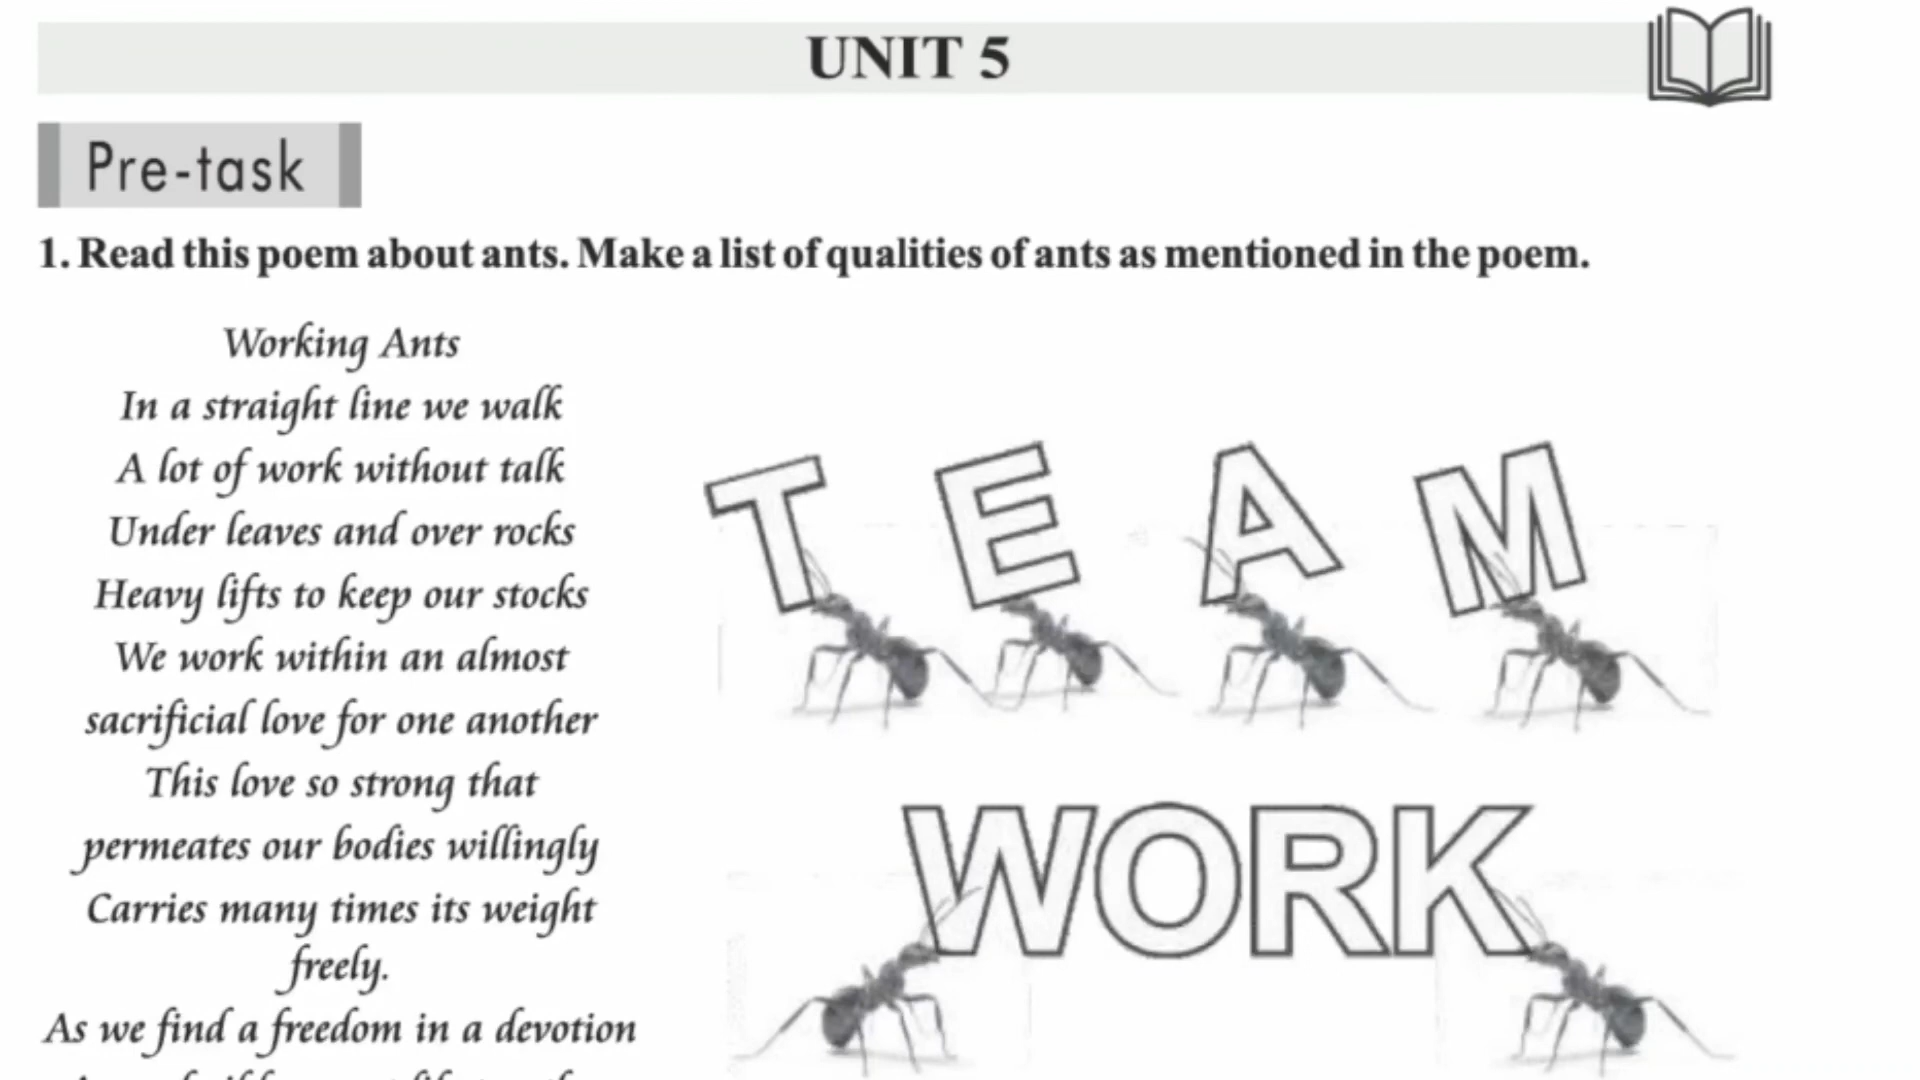 UNIT 5
Pre-task
1. Read this poem about ants. Make a list of qualities of ants as mentioned in the poem.
Working Ants
In a straight line we walk
A lot of work without talk
Under leaves and over rocks
Heavy lifts to keep our stocks
We work within an almost
sacrificial love for one another
This love so strong that
permeates our bodies willingly
Carries many times its weight
freely.
As we find a freedom in a devotion
TEAM
WORK